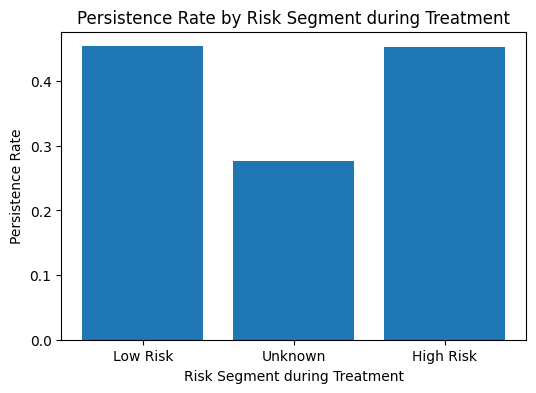 Persistence Rate by Risk Segment during Treatment
Persistence Rate
0.4
0.3
0.2
0.1
0.0
Low Risk
Unknown
High Risk
Risk Segment during Treatment